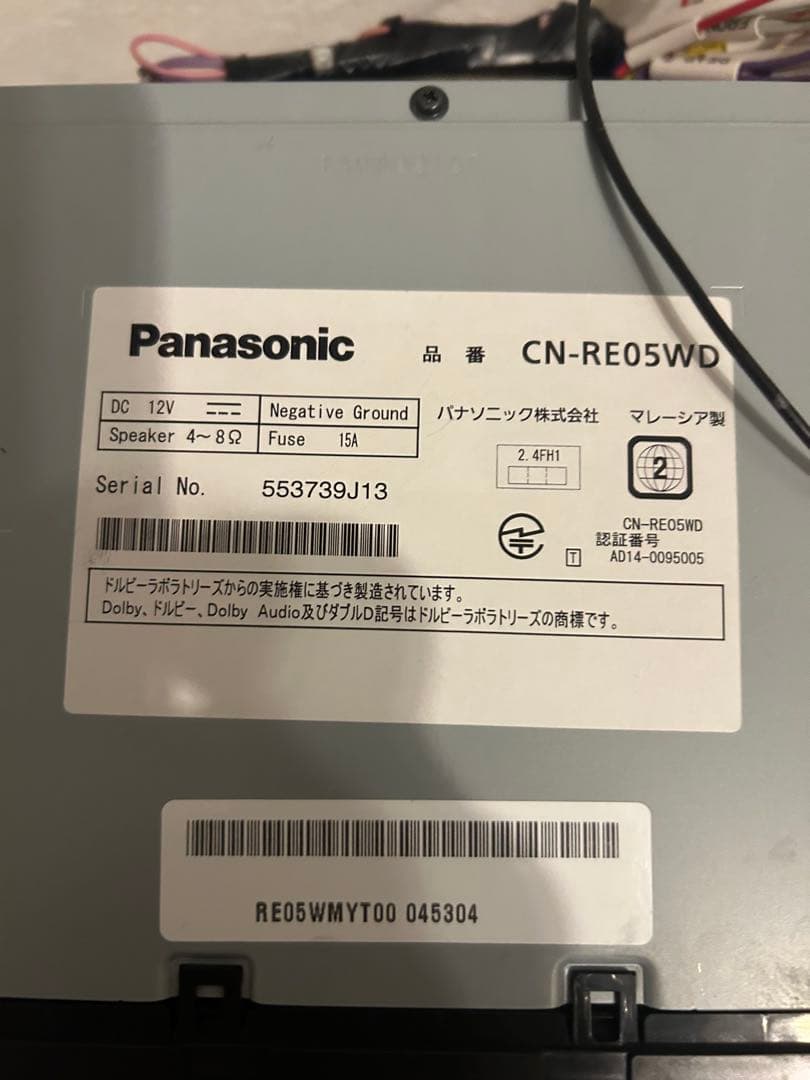 Panasonic 品番 CN-RE05WD
DC 12V Negative Ground
Speaker 4～8Ω Fuse 15A
パナソニック株式会社 マレーシア製
2.4FH1
2
Serial No. 553739J13
CN-RE05WD
認証番号
T AD14-0095005
ドルビーラボラトリーズからの実施権に基づき製造されています。
Dolby、ドルビー、Dolby Audio及びダブルD記号はドルビーラボラトリーズの商標です。
RE05WMYT00 045304